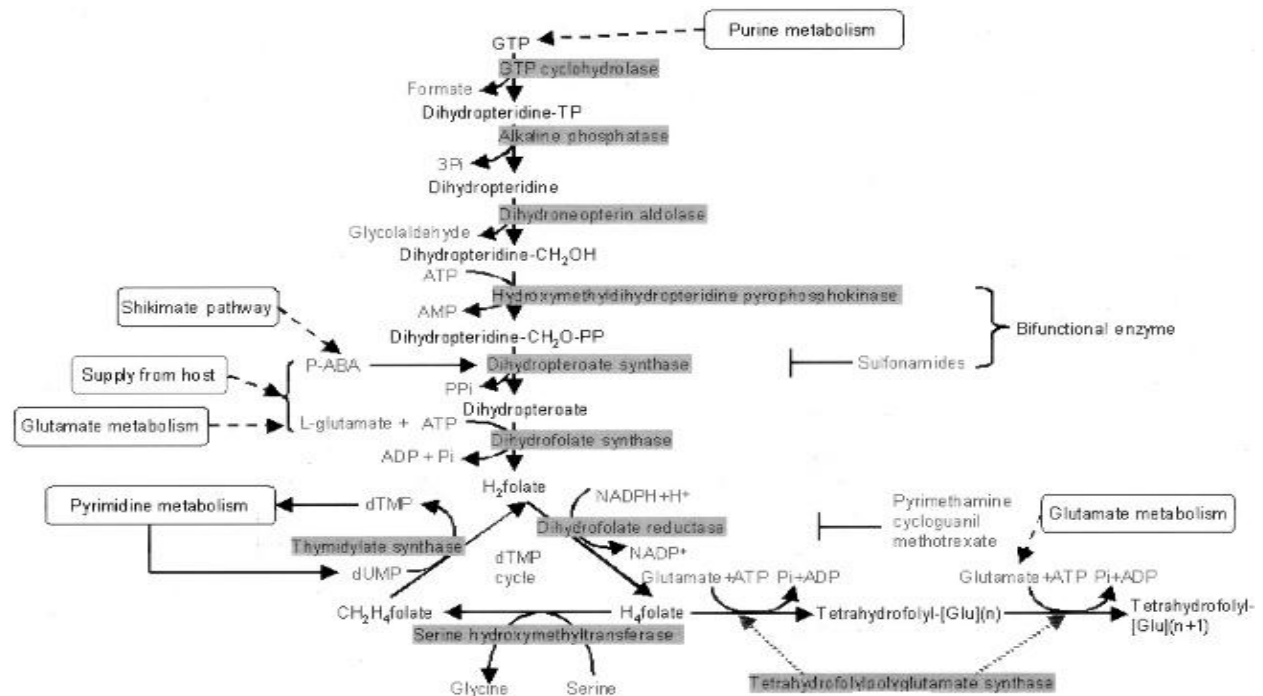 Purine metabolism
GTP
GTP cyclohydrolase
Formate
Dihydropteridine-TP
Alkaline phosphatase
3Pi
Dihydropteridine
Dihydroneopterin aldolase
Glycolaldehyde
Dihydropteridine-CH₂OH
ATP
Hydroxymethyldihydropteridine pyrophosphokinase
AMP
Shikimate pathway
Bifunctional enzyme
Dihydropteridine-CH₂O-PP
P-ABA
Dihydropteroate synthase
Sulfonamides
Supply from host
PPi
Dihydropteroate
Glutamate metabolism
L-glutamate + ATP
Dihydrofolate synthase
ADP + Pi
H₂folate
Pyrimidine metabolism
dTMP
NADPH+H⁺
Dihydrofolate reductase
Pyrimethamine
cycloguanil
methotrexate
Glutamate metabolism
Thymidylate synthase
NADP⁺
dUMP
dTMP
cycle
Glutamate+ATP Pi+ADP
Glutamate+ATP Pi+ADP
CH₂H₄folate
H₄folate
Tetrahydrofolyl-[Glu](n)
Tetrahydrofolyl-
[Glu](n+1)
Serine hydroxymethyltransferase
Glycine
Serine
Tetrahydrofolylpolyglutamate synthase